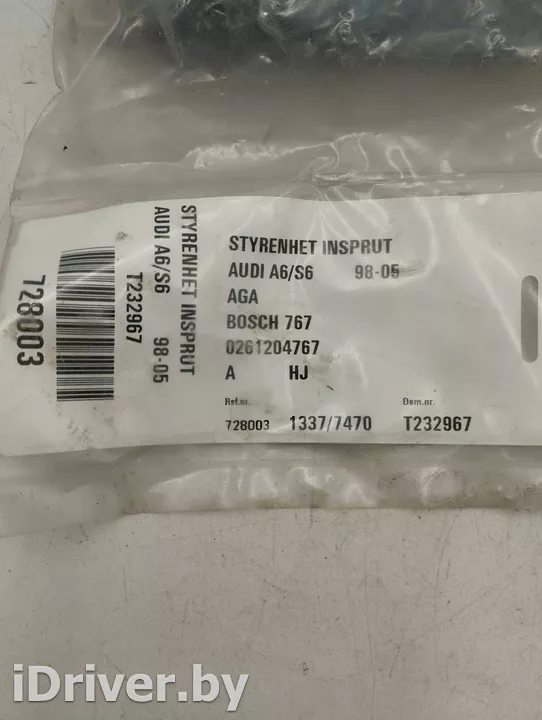 STYRENHET INSPRUT
AUDI A6/S6 98-05
T232967
728003
STYRENHET INSPRUT
AUDI A6/S6 98-05
AGA
BOSCH 767
0261204767
A HJ
Ref.nr. Dem.nr.
728003 1337/7470 T232967
iDriver.by